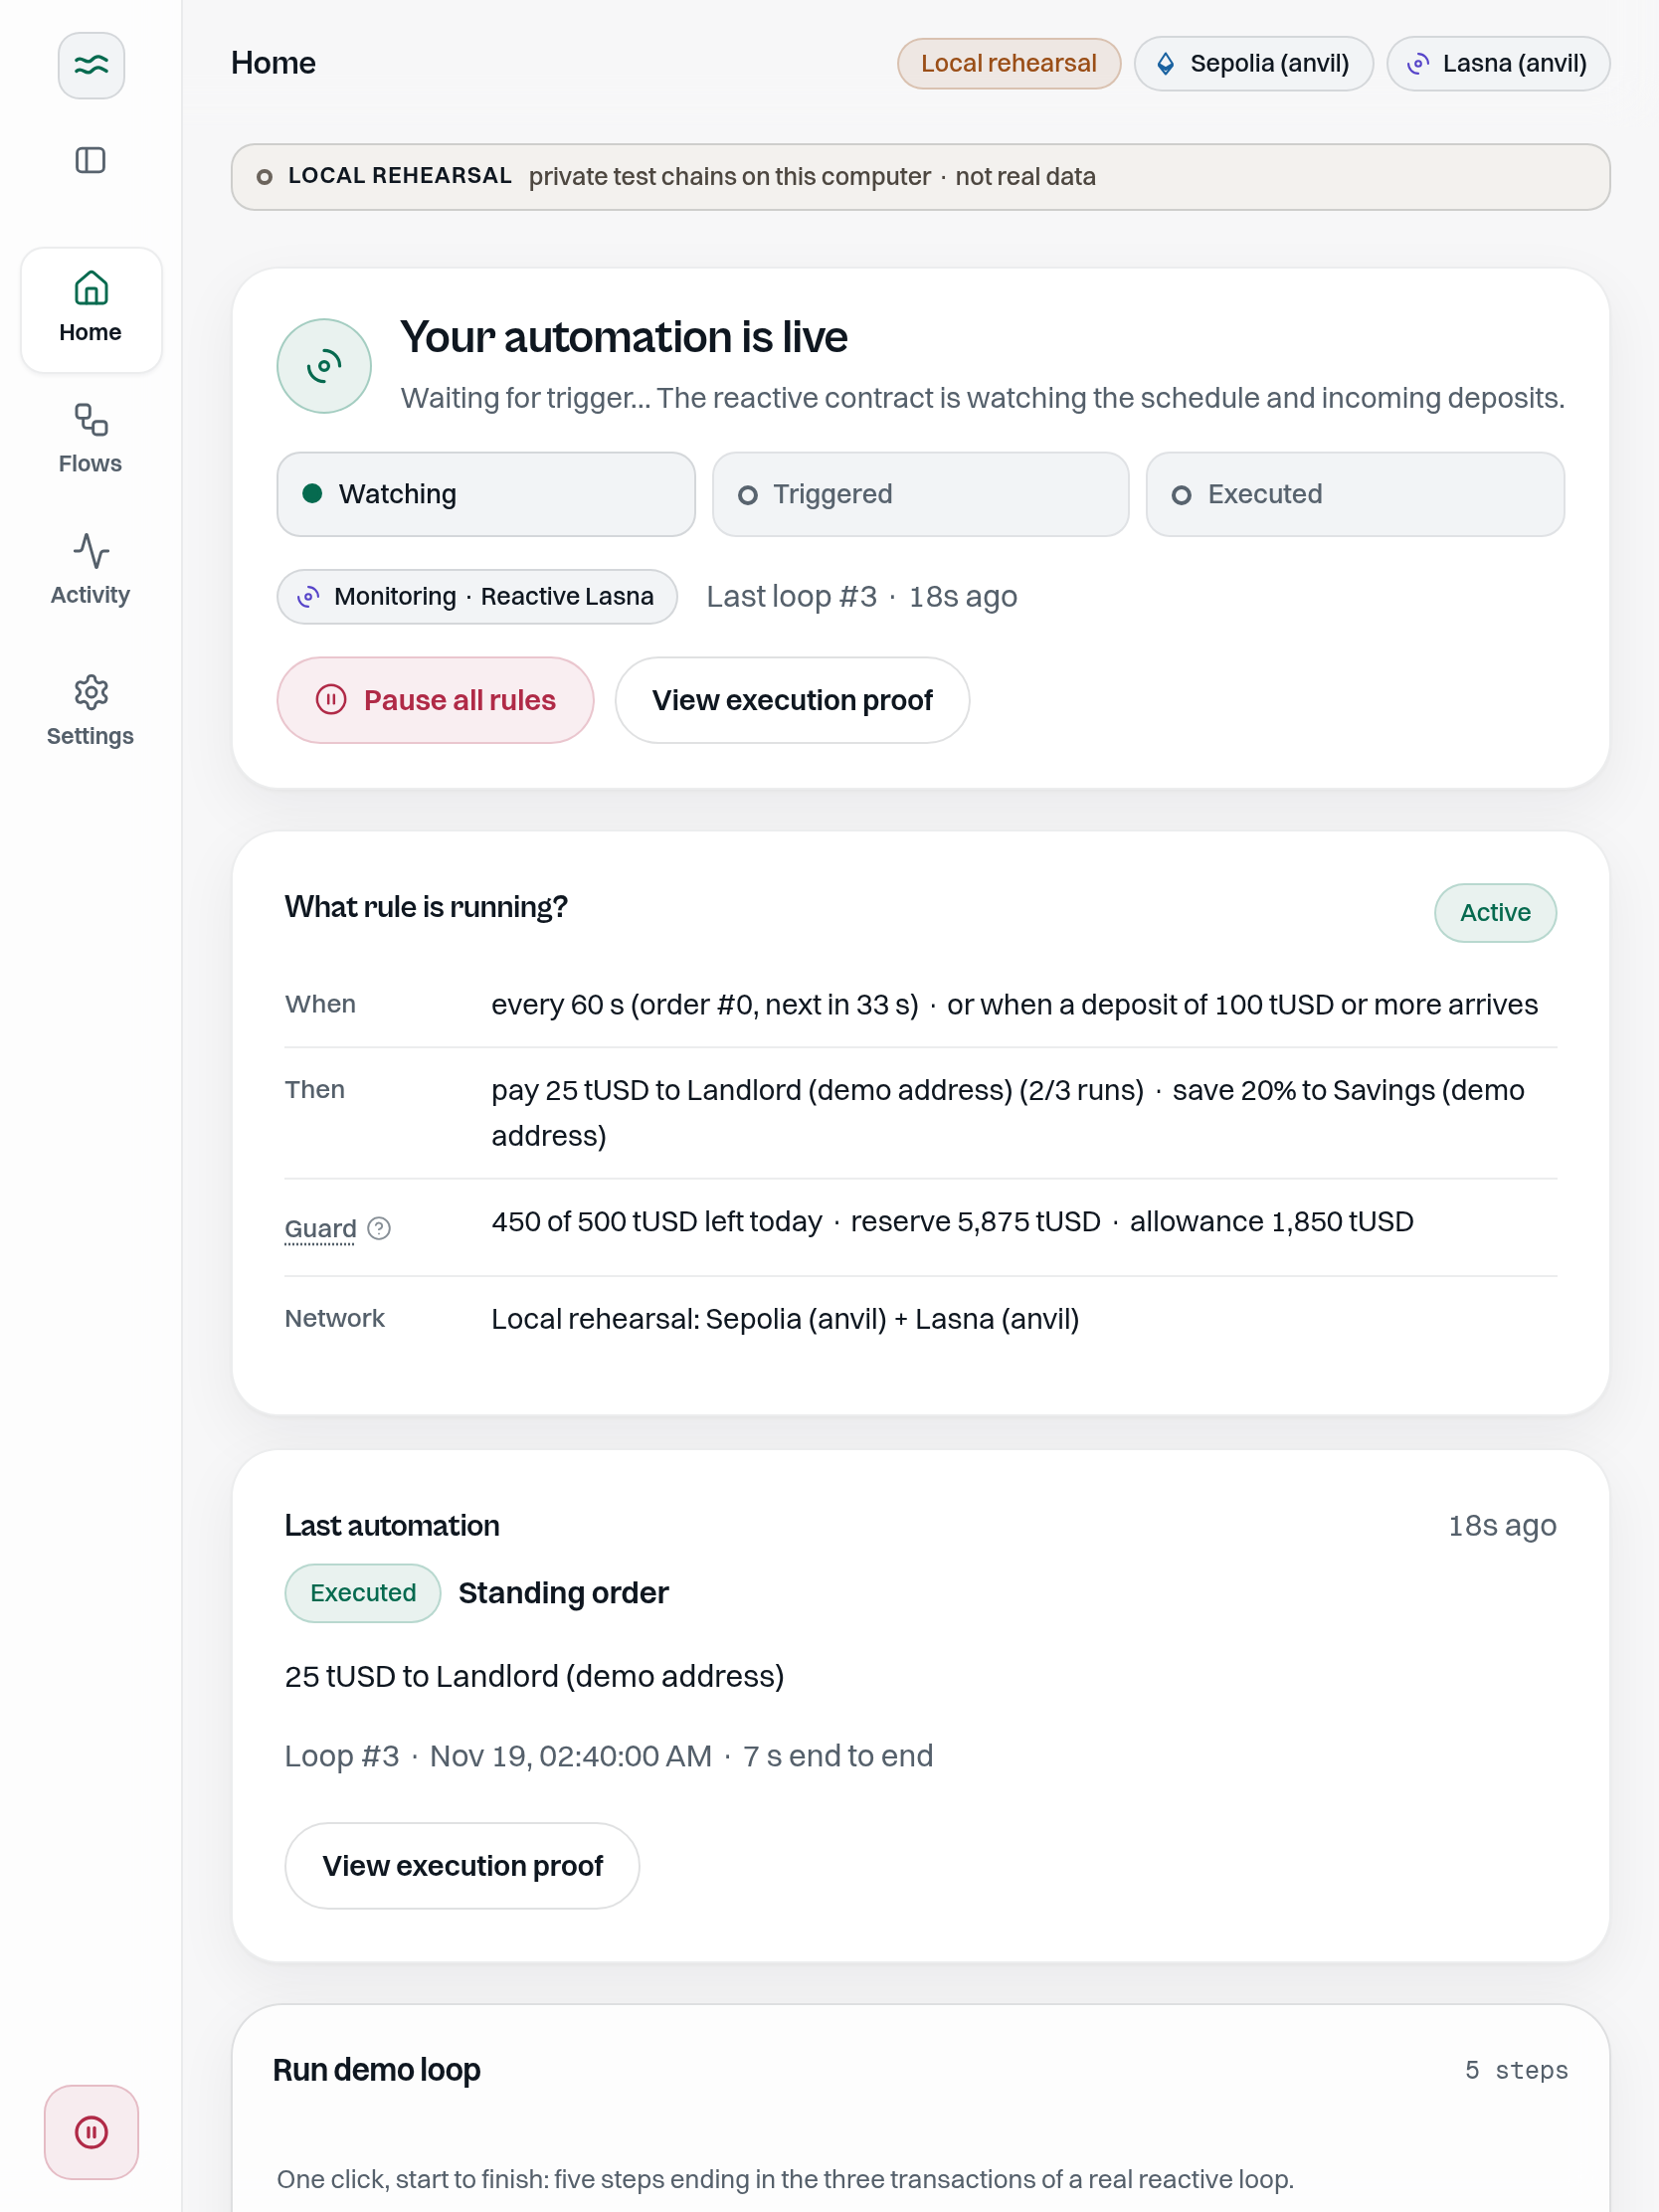 Home
Local rehearsal
Sepolia (anvil)
Lasna (anvil)
LOCAL REHEARSAL private test chains on this computer · not real data
Home
Flows
Activity
Settings
Your automation is live
Waiting for trigger... The reactive contract is watching the schedule and incoming deposits.
Watching
Triggered
Executed
Monitoring · Reactive Lasna
Last loop #3 · 18s ago
Pause all rules
View execution proof
What rule is running?
Active
When
every 60 s (order #0, next in 33 s) · or when a deposit of 100 tUSD or more arrives
Then
pay 25 tUSD to Landlord (demo address) (2/3 runs) · save 20% to Savings (demo
address)
Guard
450 of 500 tUSD left today · reserve 5,875 tUSD · allowance 1,850 tUSD
Network
Local rehearsal: Sepolia (anvil) + Lasna (anvil)
Last automation
18s ago
Executed
Standing order
25 tUSD to Landlord (demo address)
Loop #3 · Nov 19, 02:40:00 AM · 7 s end to end
View execution proof
Run demo loop
5 steps
One click, start to finish: five steps ending in the three transactions of a real reactive loop.